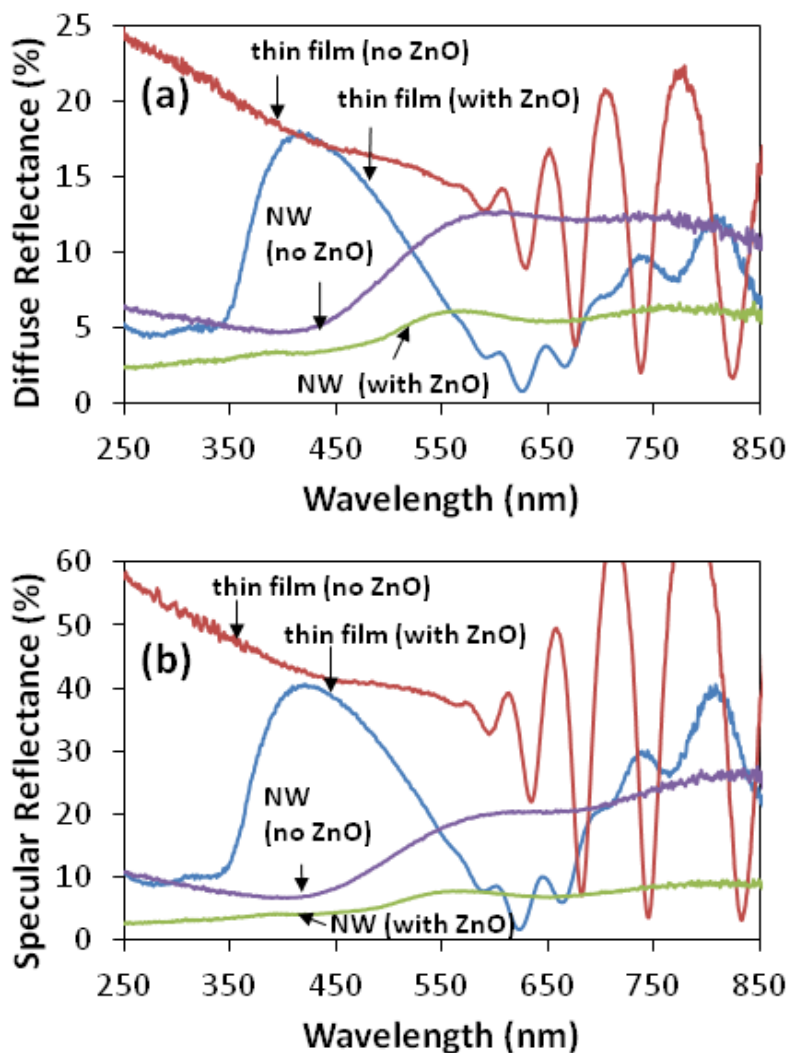 Diffuse Reflectance (%)
25
20
15
10
5
0
(a)
thin film (no ZnO)
thin film (with ZnO)
NW
(no ZnO)
NW (with ZnO)
250 350 450 550 650 750 850
Wavelength (nm)
Specular Reflectance (%)
60
50
40
30
20
10
0
(b)
thin film (no ZnO)
thin film (with ZnO)
NW
(no ZnO)
NW (with ZnO)
250 350 450 550 650 750 850
Wavelength (nm)